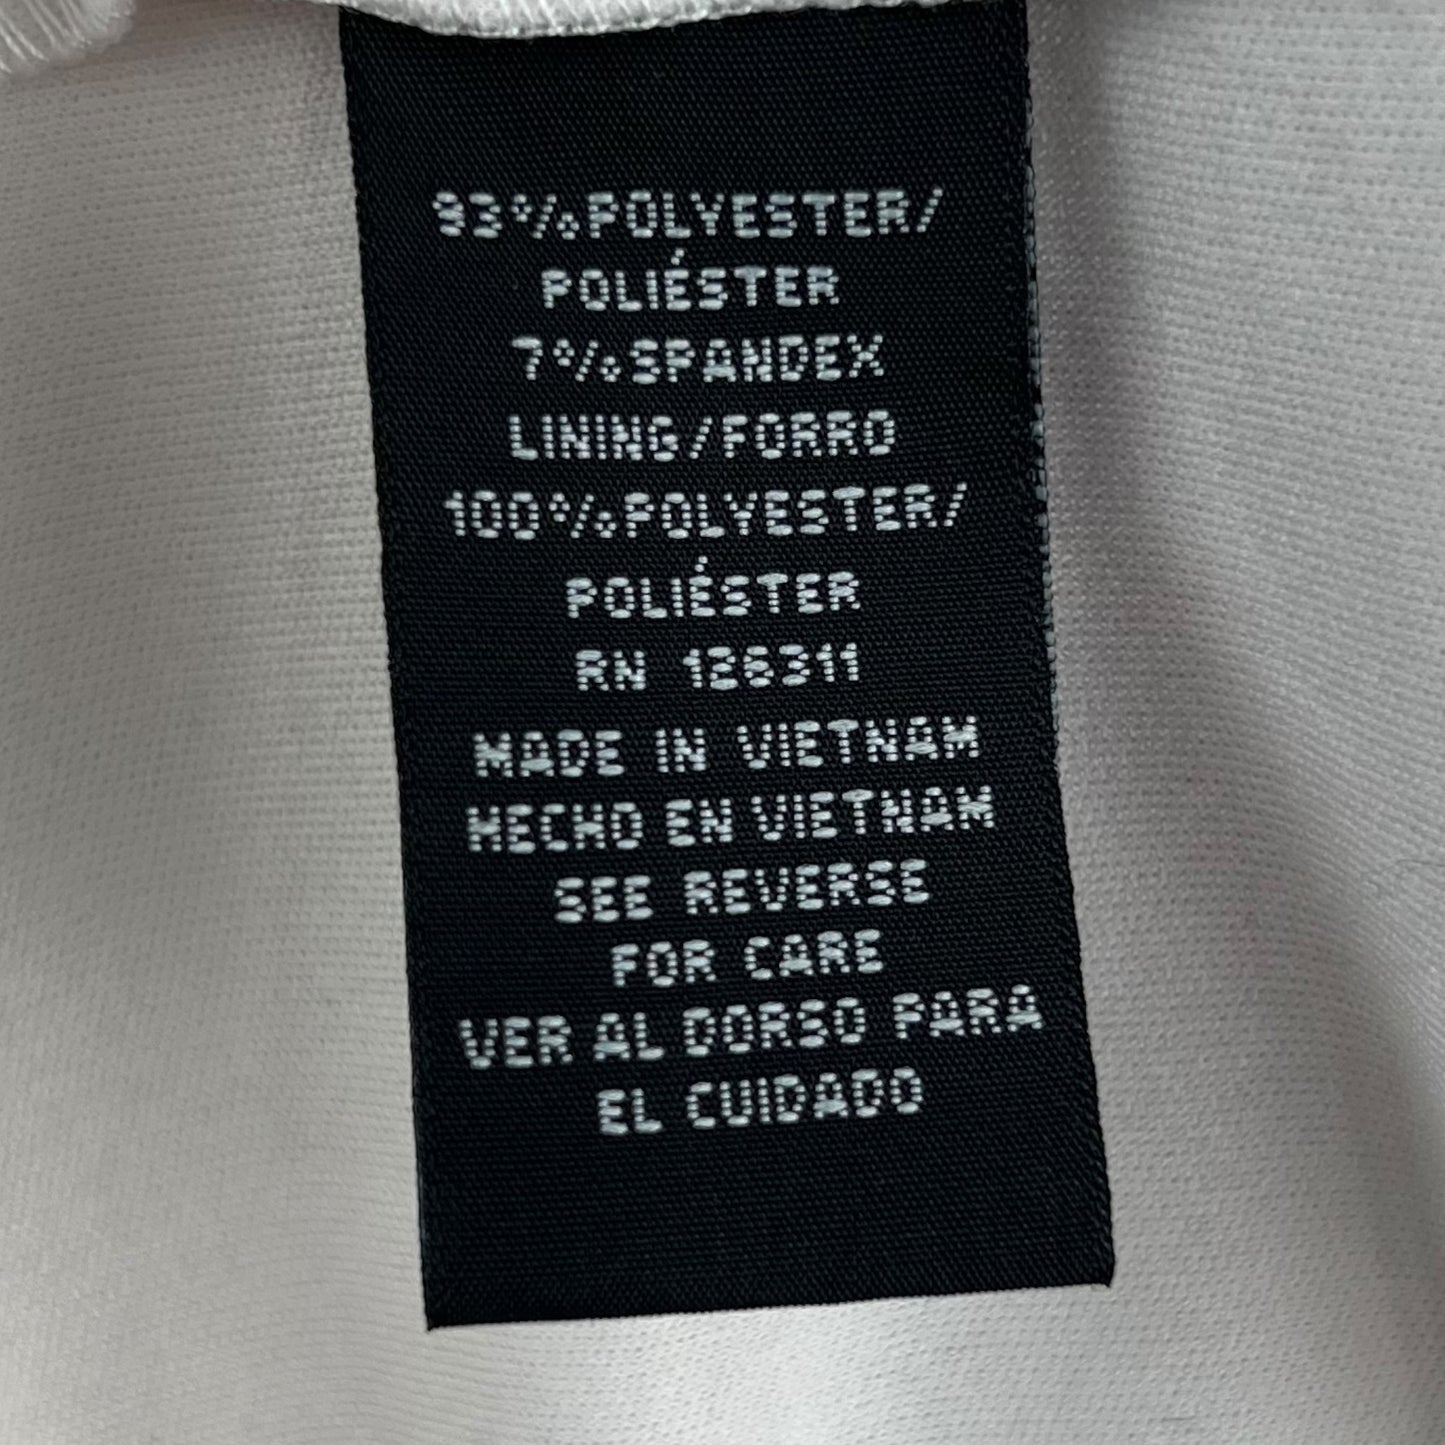 93%POLYESTER/
POLIÉSTER
7%SPANDEX
LINING/FORRO
100%POLYESTER/
POLIÉSTER
RN 126311
MADE IN VIETNAM
HECHO EN VIETNAM
SEE REVERSE
FOR CARE
VER AL DORSO PARA
EL CUIDADO